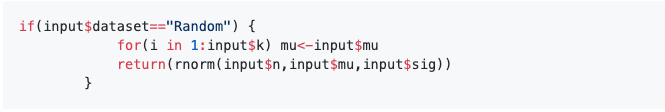 if(input$dataset=="Random") {
for(i in 1:input$k) mu<-input$mu
return(rnorm(input$n,input$mu,input$sig))
}